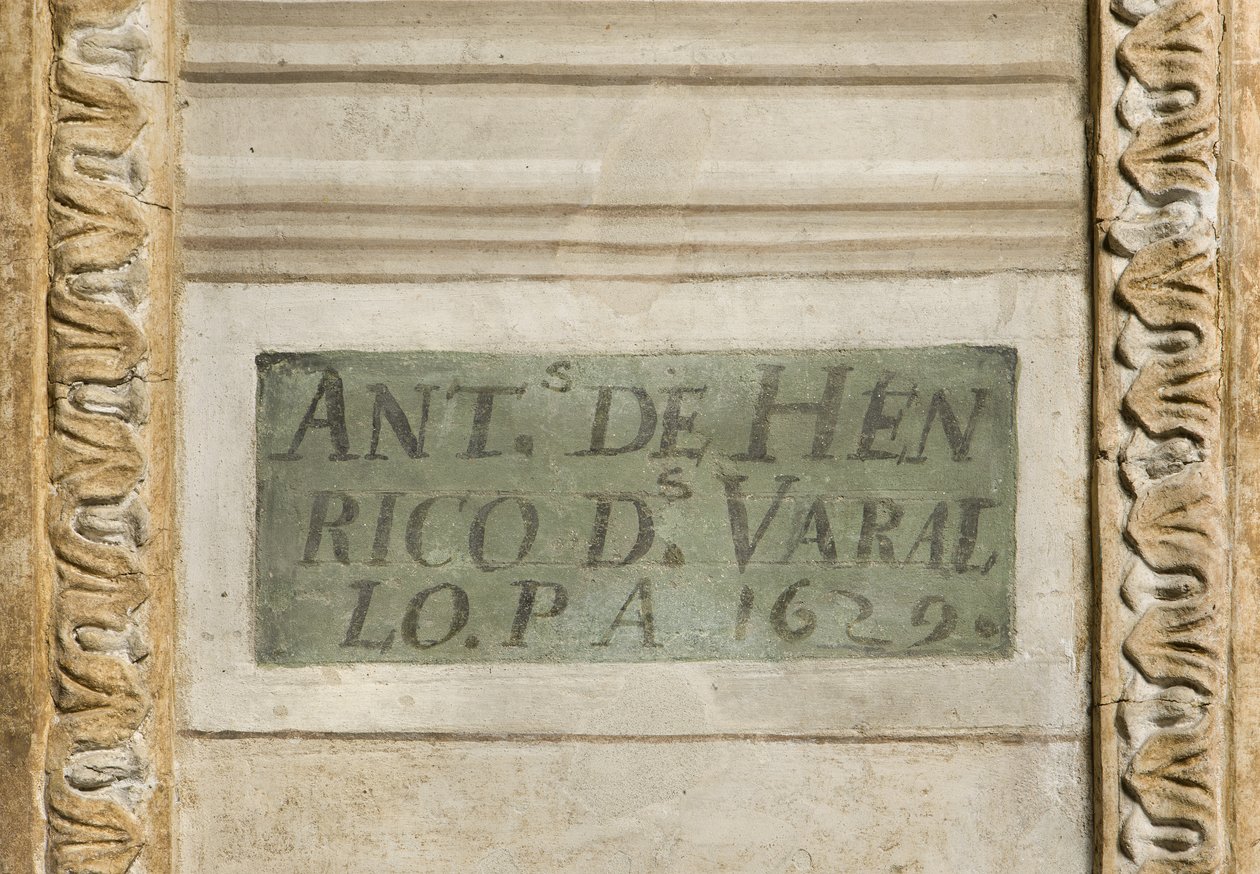 ANT.ˢ DE HEN
RICO D.ˢ VARAL
LO. P A 1629.